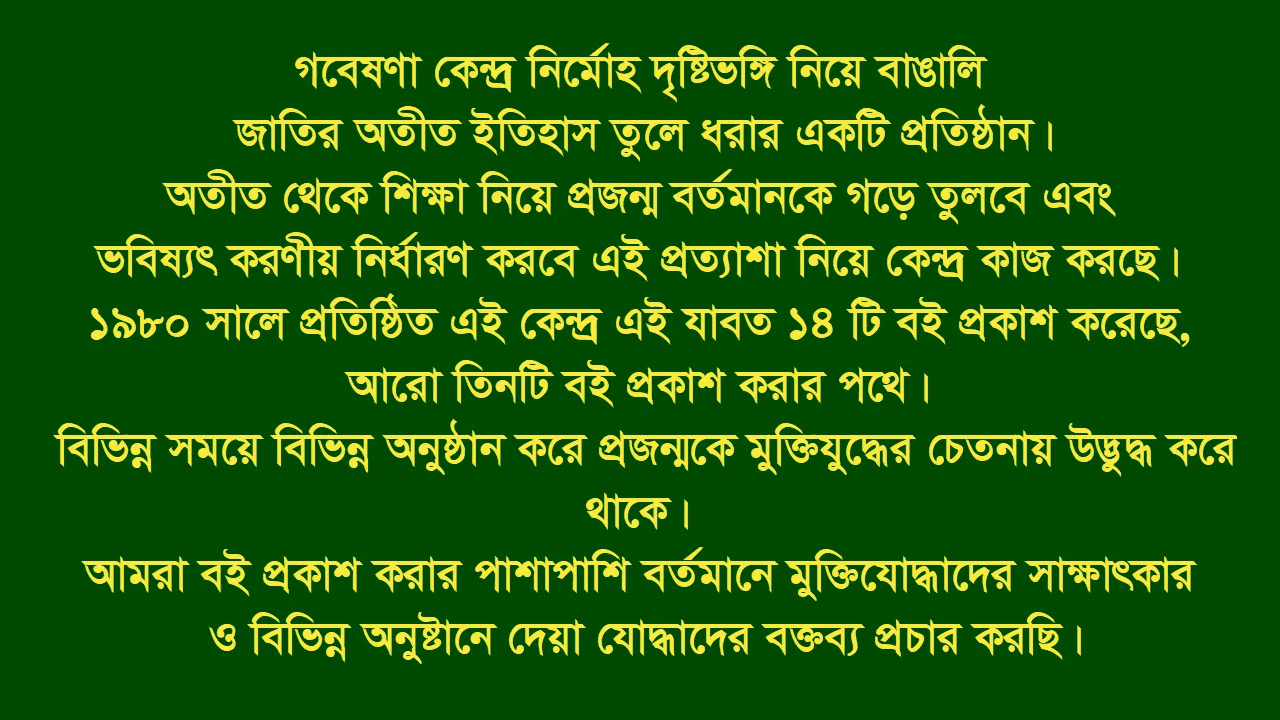 গবেষণা কেন্দ্র নির্মোহ দৃষ্টিভঙ্গি নিয়ে বাঙালি
জাতির অতীত ইতিহাস তুলে ধরার একটি প্রতিষ্ঠান।
অতীত থেকে শিক্ষা নিয়ে প্রজন্ম বর্তমানকে গড়ে তুলবে এবং
ভবিষ্যৎ করণীয় নির্ধারণ করবে এই প্রত্যাশা নিয়ে কেন্দ্র কাজ করছে।
১৯৮০ সালে প্রতিষ্ঠিত এই কেন্দ্র এই যাবত ১৪ টি বই প্রকাশ করেছে,
আরো তিনটি বই প্রকাশ করার পথে।
বিভিন্ন সময়ে বিভিন্ন অনুষ্ঠান করে প্রজন্মকে মুক্তিযুদ্ধের চেতনায় উদ্ভুদ্ধ করে
থাকে।
আমরা বই প্রকাশ করার পাশাপাশি বর্তমানে মুক্তিযোদ্ধাদের সাক্ষাৎকার
ও বিভিন্ন অনুষ্টানে দেয়া যোদ্ধাদের বক্তব্য প্রচার করছি।